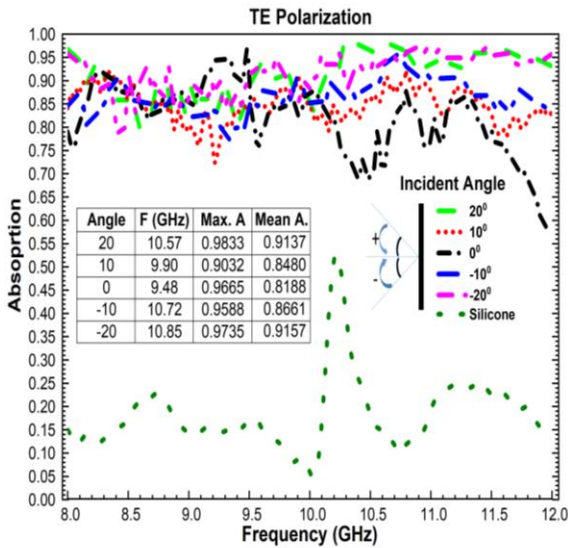 TE Polarization
1.00
0.95
0.90
0.85
0.80
0.75
0.70
0.65
0.60
0.55
0.50
0.45
0.40
0.35
0.30
0.25
0.20
0.15
0.10
0.05
0.00
Absoprtion
Angle F (GHz) Max. A Mean A.
20 10.57 0.9833 0.9137
10 9.90 0.9032 0.8480
0 9.48 0.9665 0.8188
-10 10.72 0.9588 0.8661
-20 10.85 0.9735 0.9157
Incident Angle
20⁰
10⁰
0⁰
-10⁰
-20⁰
Silicone
+
-
8.0 8.5 9.0 9.5 10.0 10.5 11.0 11.5 12.0
Frequency (GHz)